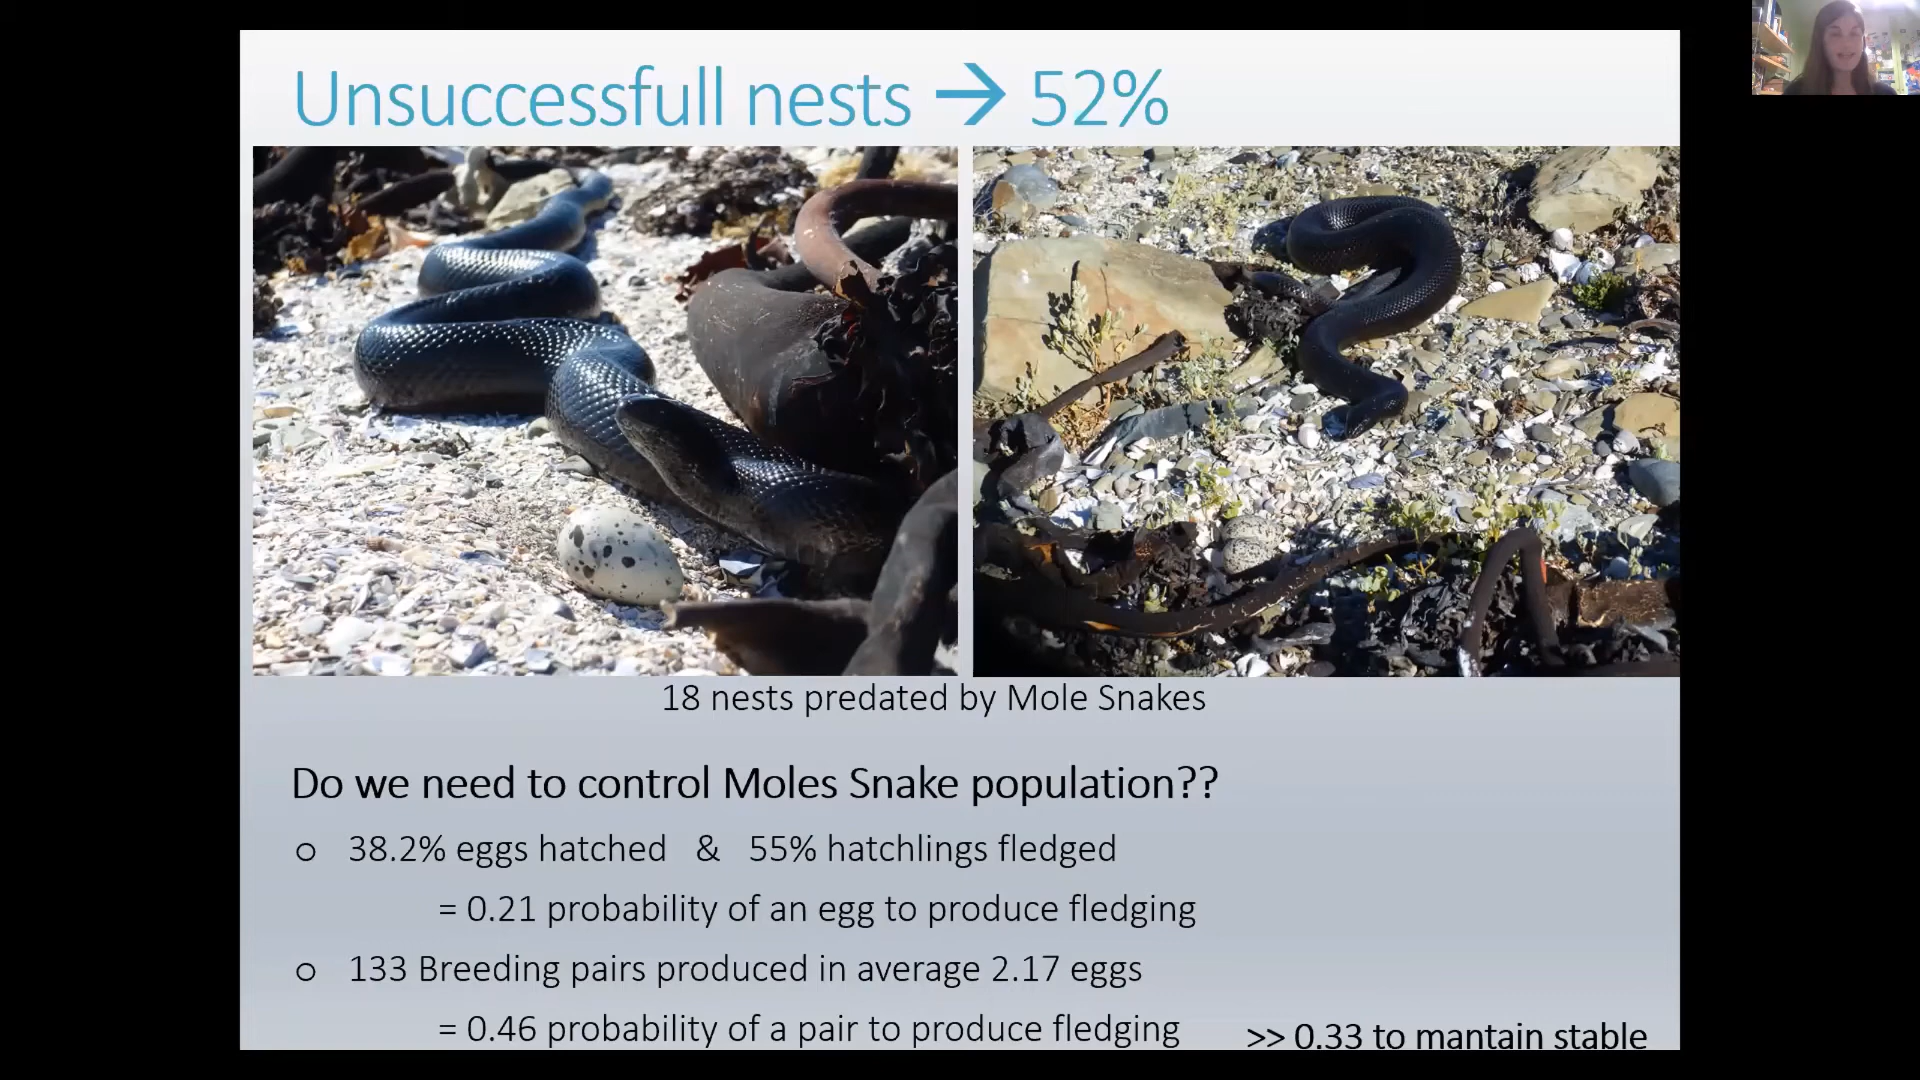 Unsuccessfull nests → 52%
18 nests predated by Mole Snakes
Do we need to control Moles Snake population??
o 38.2% eggs hatched & 55% hatchlings fledged
= 0.21 probability of an egg to produce fledging
o 133 Breeding pairs produced in average 2.17 eggs
= 0.46 probability of a pair to produce fledging >> 0.33 to mantain stable